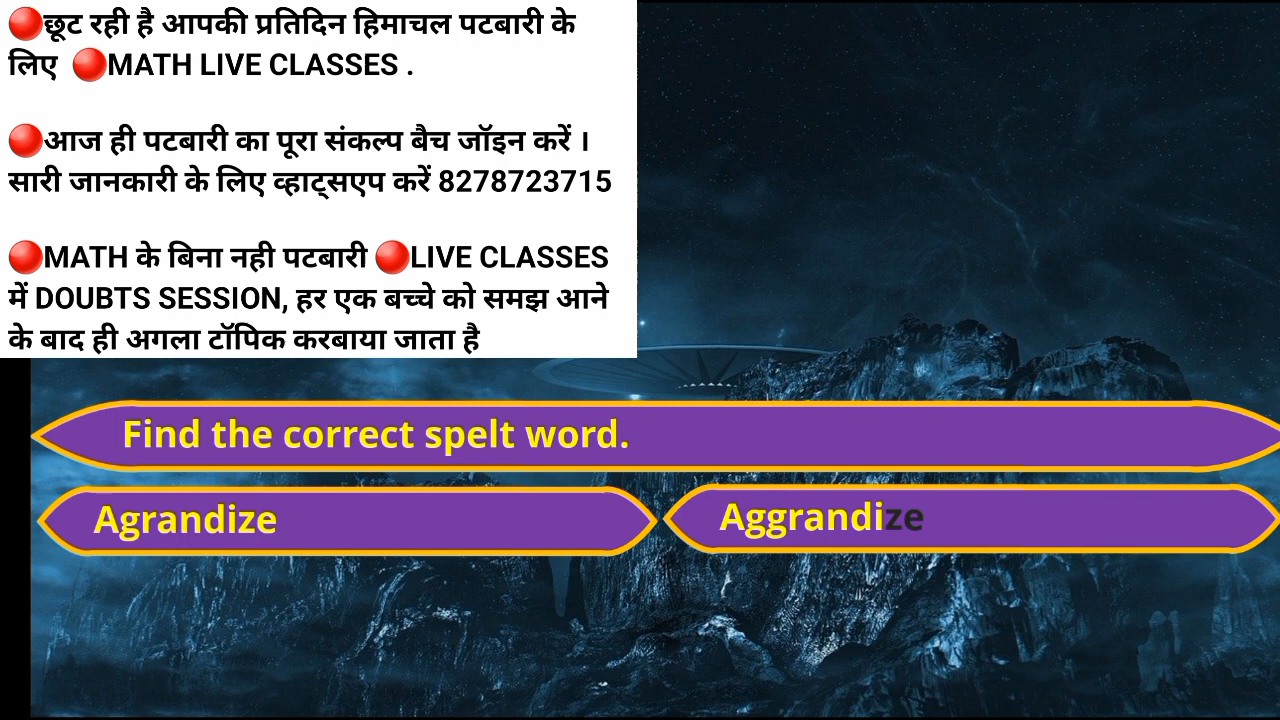 🔴छूट रही है आपकी प्रतिदिन हिमाचल पटबारी के
लिए 🔴MATH LIVE CLASSES .
🔴आज ही पटबारी का पूरा संकल्प बैच जॉइन करें ।
सारी जानकारी के लिए व्हाट्सएप करें 8278723715
🔴MATH के बिना नही पटबारी 🔴LIVE CLASSES
में DOUBTS SESSION, हर एक बच्चे को समझ आने
के बाद ही अगला टॉपिक करबाया जाता है
Find the correct spelt word.
Agrandize
Aggrandize